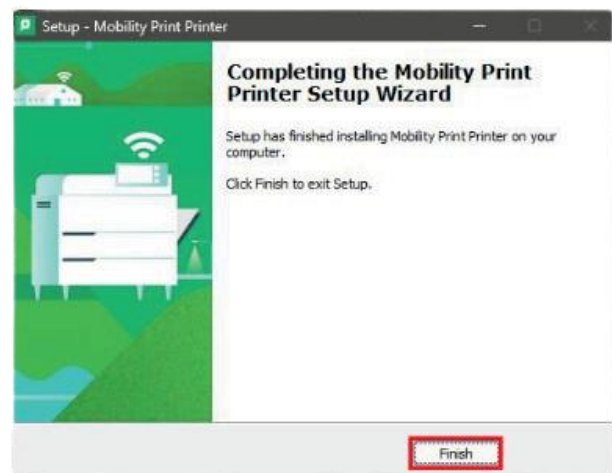 Setup - Mobility Print Printer
Completing the Mobility Print
Printer Setup Wizard
Setup has finished installing Mobility Print Printer on your
computer.
Click Finish to exit Setup.
Finish